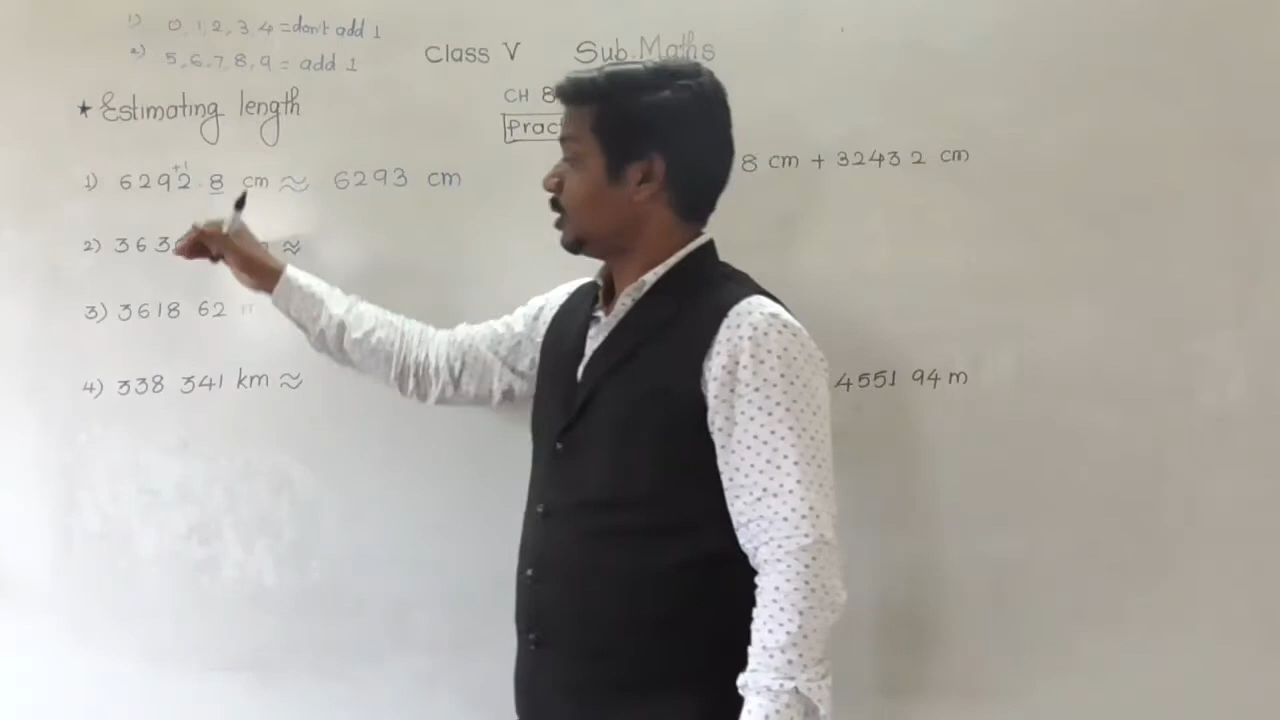 1) 0, 1, 2, 3, 4 = don't add 1
2) 5, 6, 7, 8, 9 = add 1
Class V Sub. Maths
★ Estimating length
CH 8
+1
1) 6292.8 cm ≈ 6293 cm
8 cm + 32432 cm
2) 363 ≈
3) 3618 62
4) 338 341 km ≈
4551 94 m